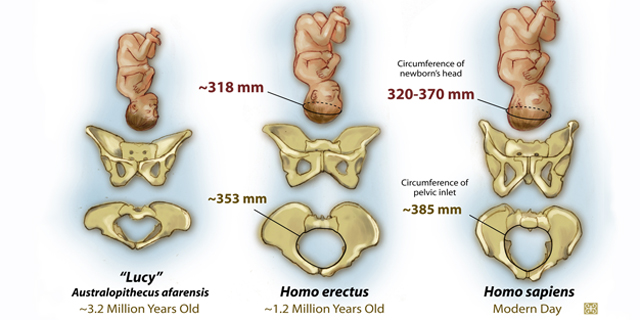 Circumference of
newborn's head
~318 mm
320-370 mm
Circumference of
pelvic inlet
~353 mm
~385 mm
"Lucy"
Australopithecus afarensis
~3.2 Million Years Old
Homo erectus
~1.2 Million Years Old
Homo sapiens
Modern Day